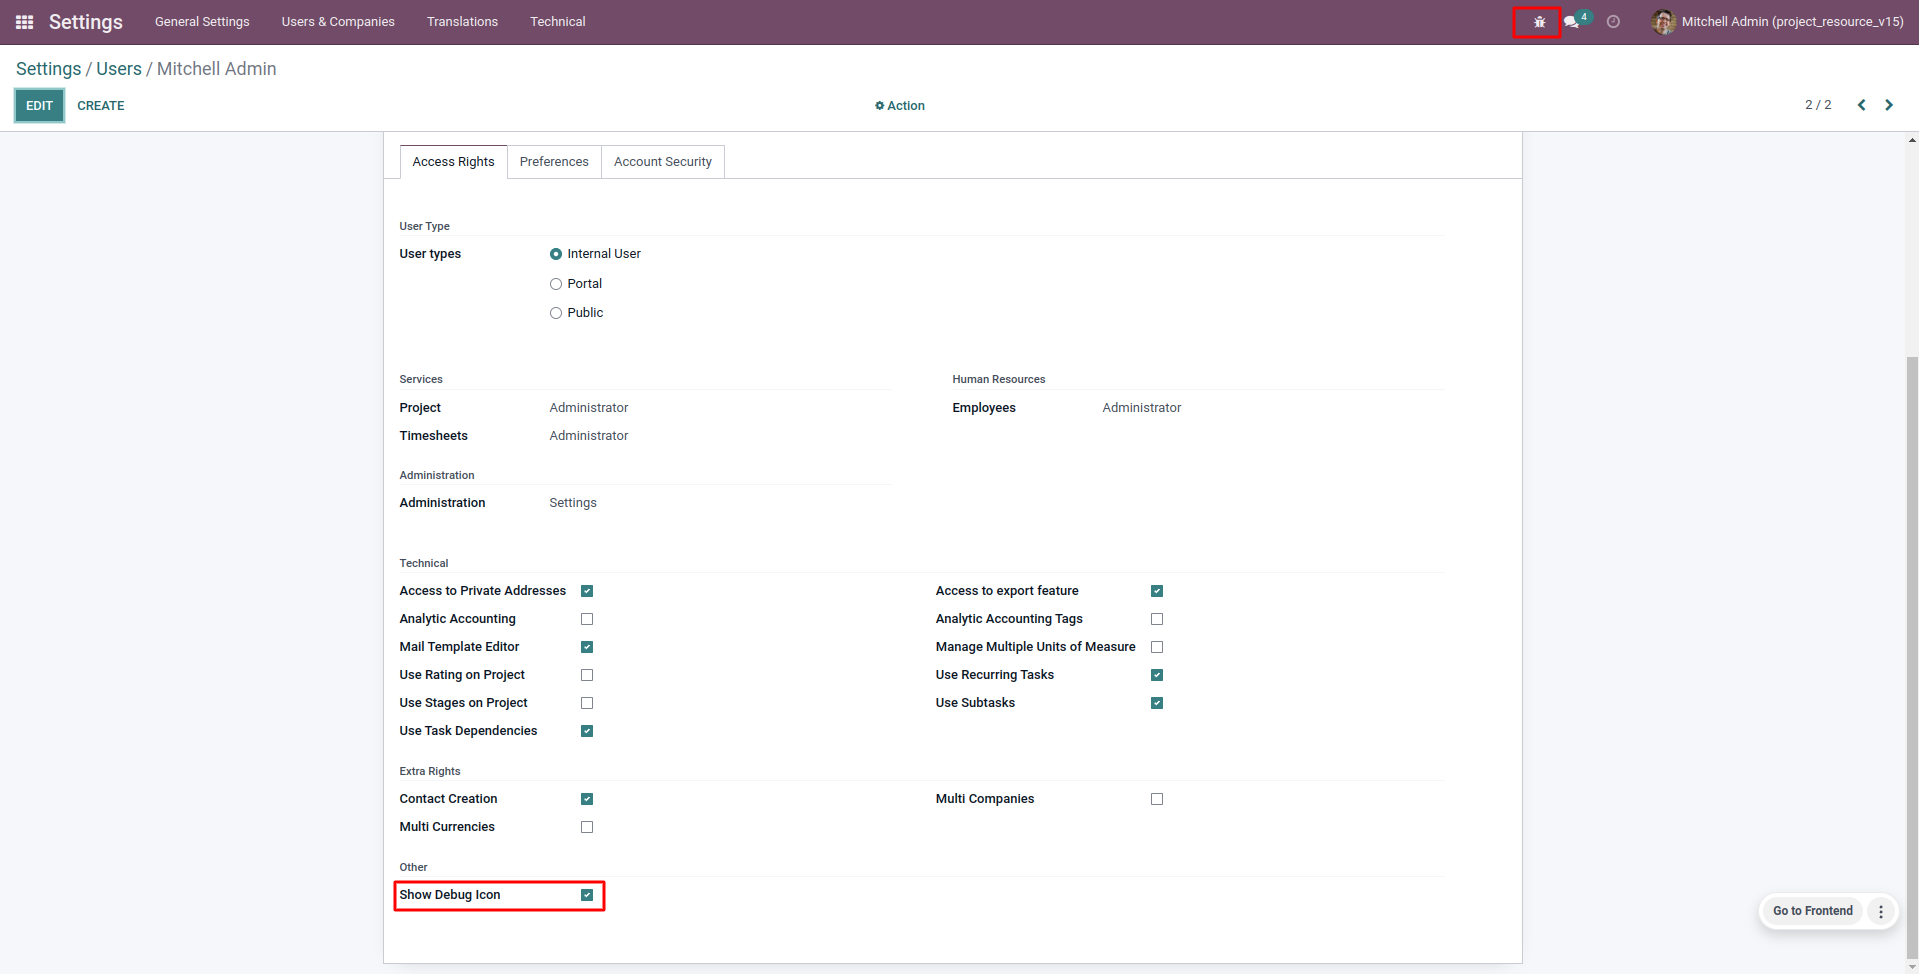 Settings General Settings Users & Companies Translations Technical 4 Mitchell Admin (project_resource_v15)
Settings / Users / Mitchell Admin
EDIT CREATE Action 2 / 2
Access Rights Preferences Account Security
User Type
User types Internal User
Portal
Public
Services Human Resources
Project Administrator Employees Administrator
Timesheets Administrator
Administration
Administration Settings
Technical
Access to Private Addresses Access to export feature
Analytic Accounting Analytic Accounting Tags
Mail Template Editor Manage Multiple Units of Measure
Use Rating on Project Use Recurring Tasks
Use Stages on Project Use Subtasks
Use Task Dependencies
Extra Rights
Contact Creation Multi Companies
Multi Currencies
Other
Show Debug Icon
Go to Frontend